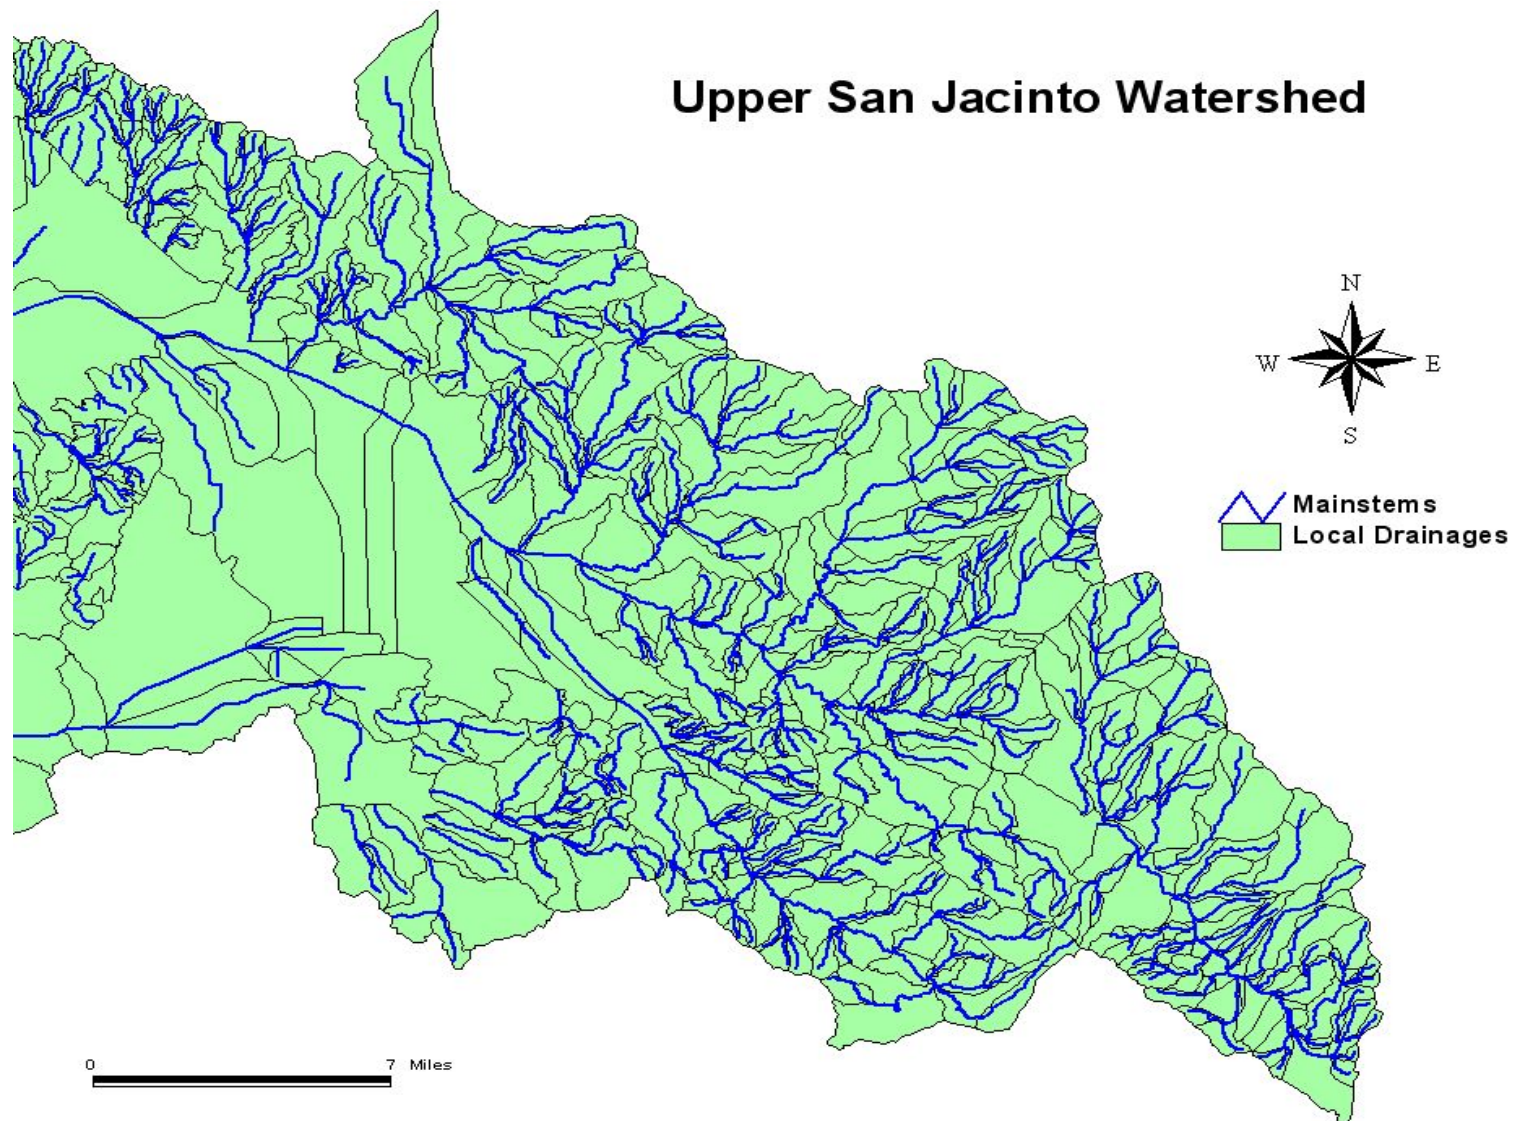 Upper San Jacinto Watershed
N
W E
S
Mainstems
Local Drainages
0 7 Miles